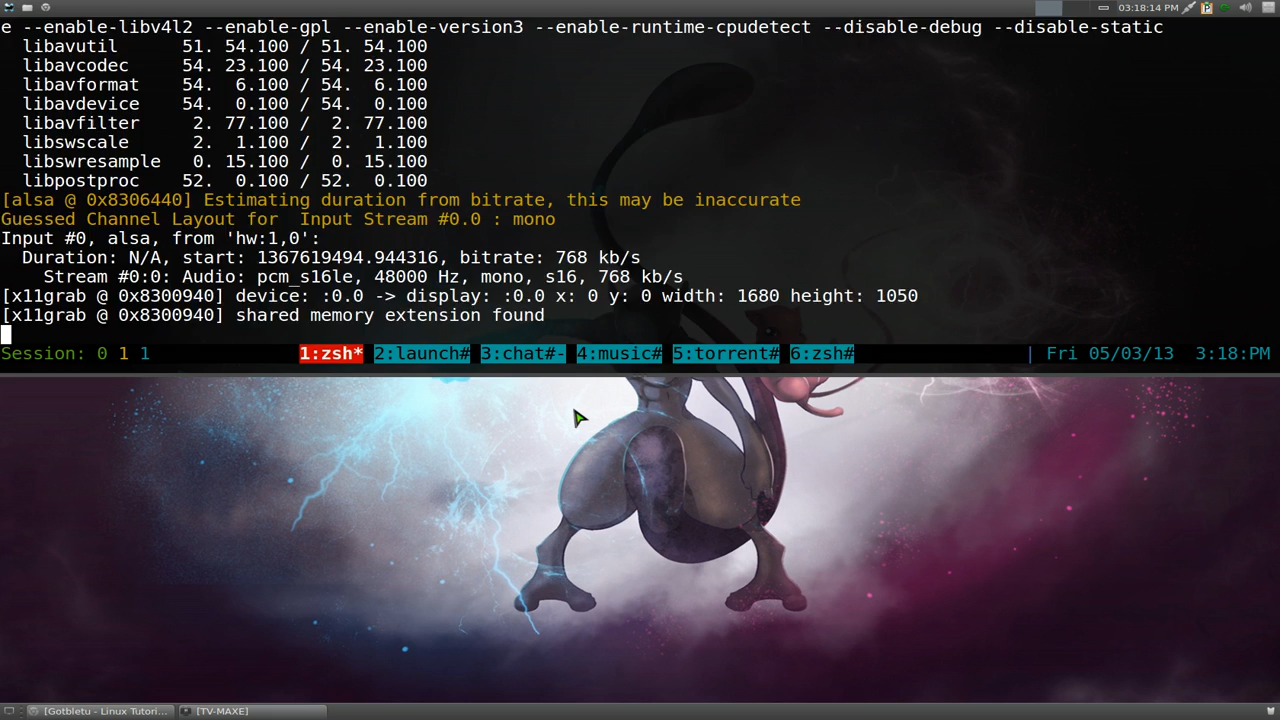 03:18:14 PM
e --enable-libv4l2 --enable-gpl --enable-version3 --enable-runtime-cpudetect --disable-debug --disable-static
  libavutil      51. 54.100 / 51. 54.100
  libavcodec     54. 23.100 / 54. 23.100
  libavformat    54.  6.100 / 54.  6.100
  libavdevice    54.  0.100 / 54.  0.100
  libavfilter     2. 77.100 /  2. 77.100
  libswscale      2.  1.100 /  2.  1.100
  libswresample   0. 15.100 /  0. 15.100
  libpostproc    52.  0.100 / 52.  0.100
[alsa @ 0x8306440] Estimating duration from bitrate, this may be inaccurate
Guessed Channel Layout for  Input Stream #0.0 : mono
Input #0, alsa, from 'hw:1,0':
  Duration: N/A, start: 1367619494.944316, bitrate: 768 kb/s
    Stream #0:0: Audio: pcm_s16le, 48000 Hz, mono, s16, 768 kb/s
[x11grab @ 0x8300940] device: :0.0 -> display: :0.0 x: 0 y: 0 width: 1680 height: 1050
[x11grab @ 0x8300940] shared memory extension found
Session: 0 1 1 1:zsh* 2:launch# 3:chat#- 4:music# 5:torrent# 6:zsh# | Fri 05/03/13  3:18:PM
[Gotbletu - Linux Tutori... [TV-MAXE]